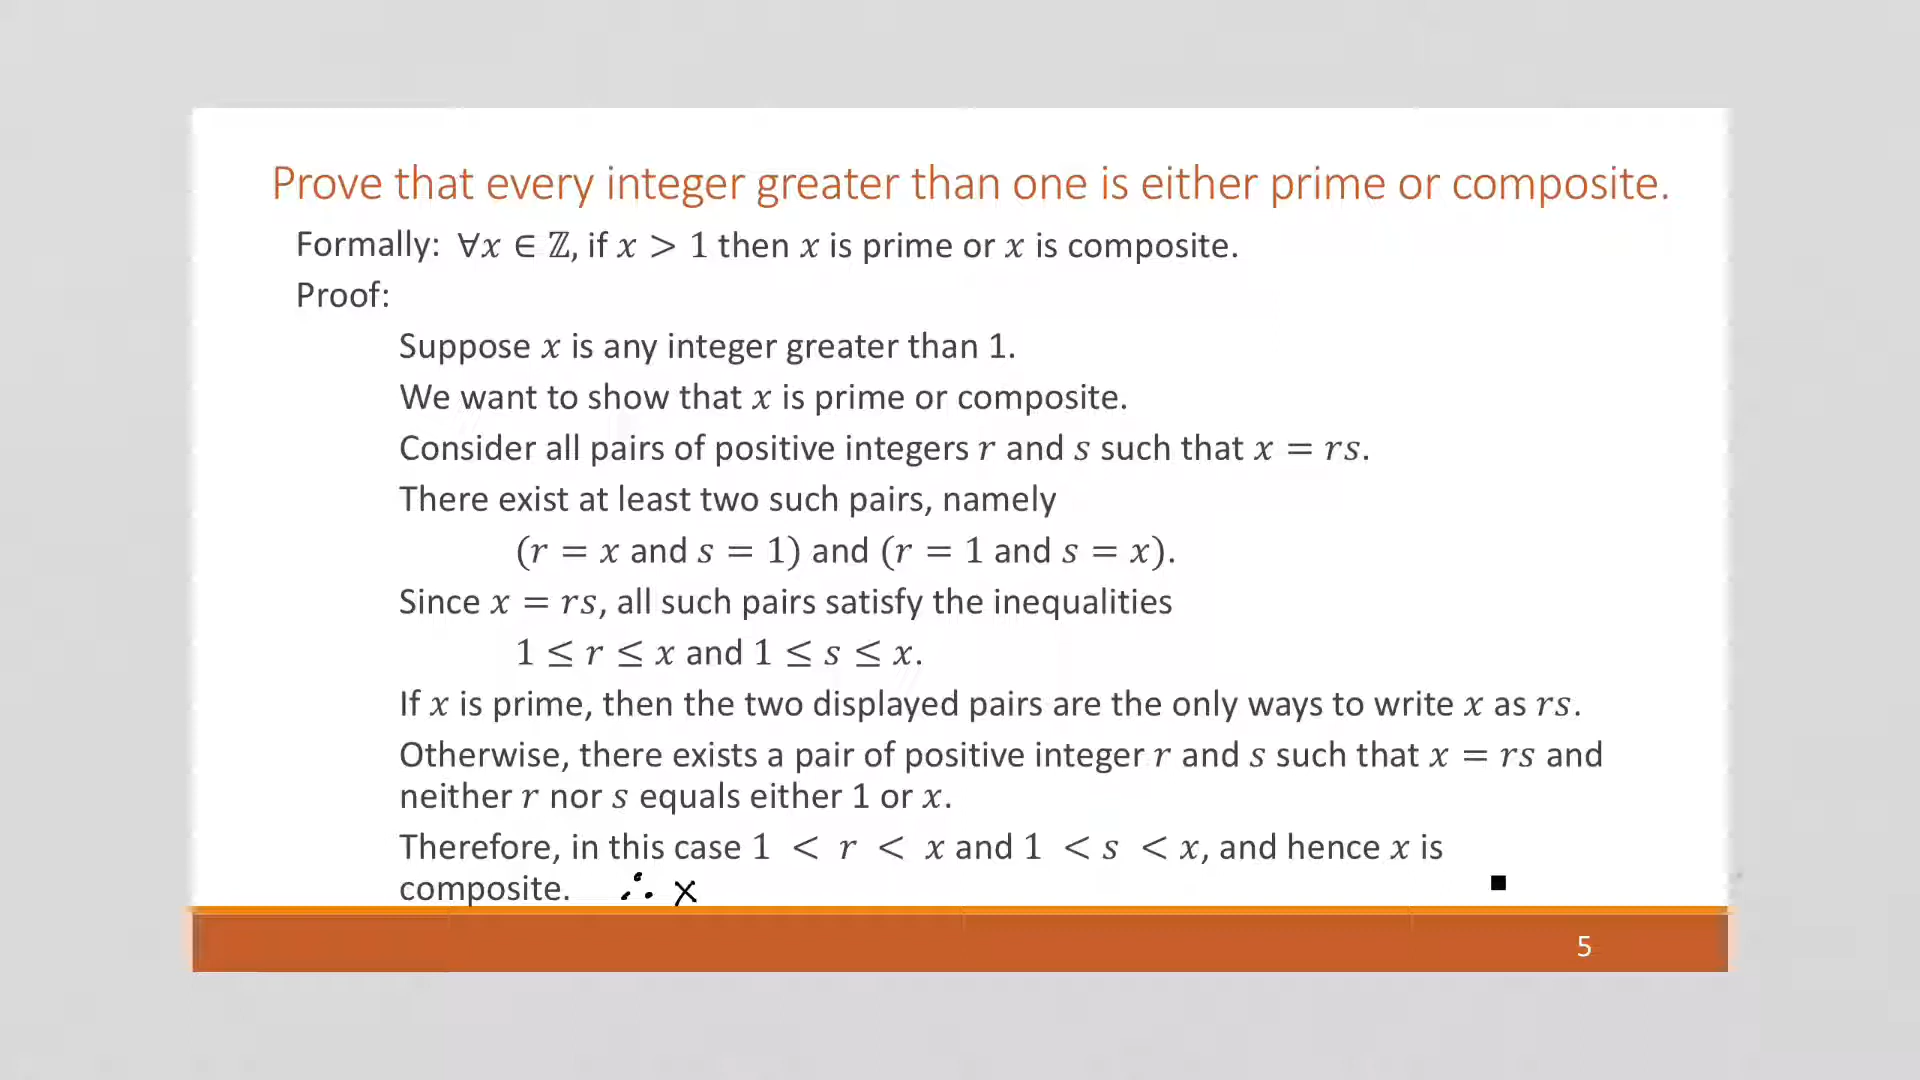 Prove that every integer greater than one is either prime or composite.
Formally: ∀x ∈ ℤ, if x > 1 then x is prime or x is composite.
Proof:
Suppose x is any integer greater than 1.
We want to show that x is prime or composite.
Consider all pairs of positive integers r and s such that x = rs.
There exist at least two such pairs, namely
(r = x and s = 1) and (r = 1 and s = x).
Since x = rs, all such pairs satisfy the inequalities
1 ≤ r ≤ x and 1 ≤ s ≤ x.
If x is prime, then the two displayed pairs are the only ways to write x as rs.
Otherwise, there exists a pair of positive integer r and s such that x = rs and
neither r nor s equals either 1 or x.
Therefore, in this case 1 < r < x and 1 < s < x, and hence x is
composite. ∴ x ■
5